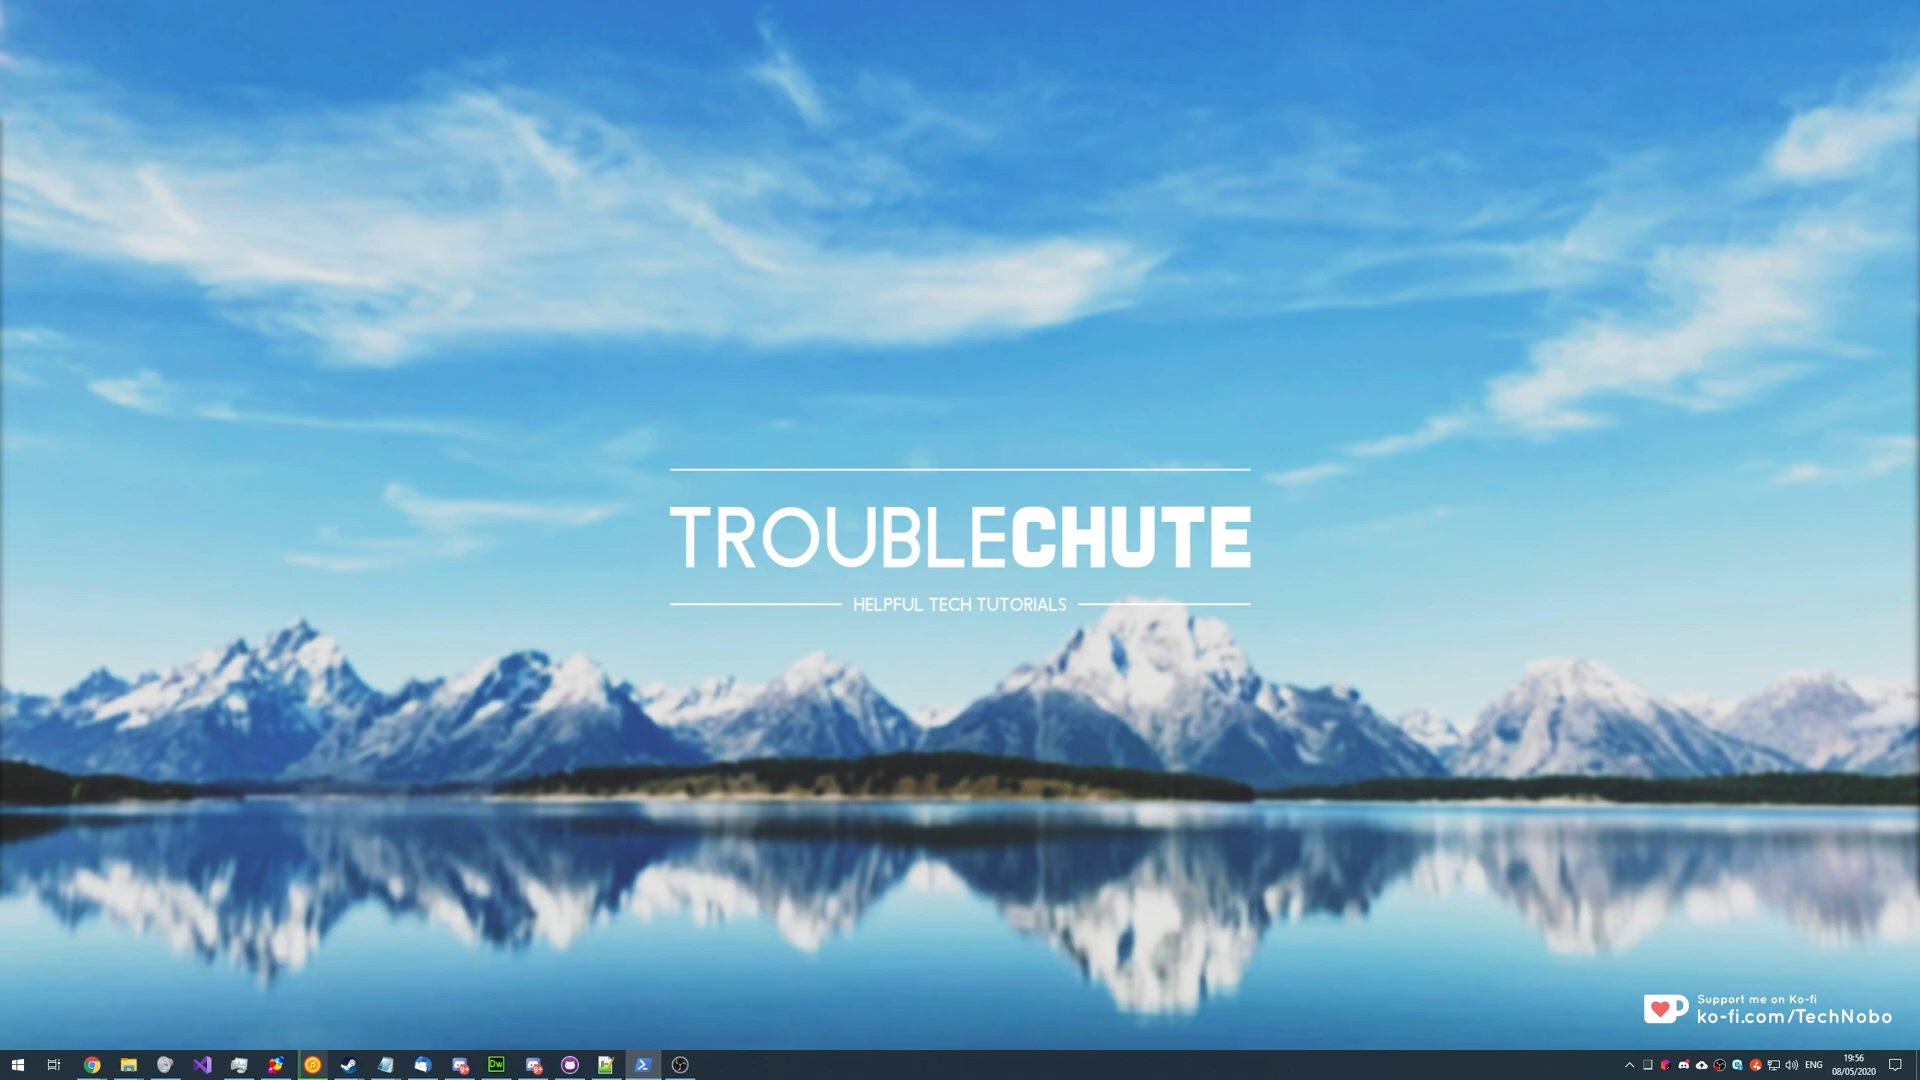 TROUBLECHUTE
HELPFUL TECH TUTORIALS
Support me on Ko-fi
ko-fi.com/TechNobo
Dw
ENG
19:56
08/05/2020